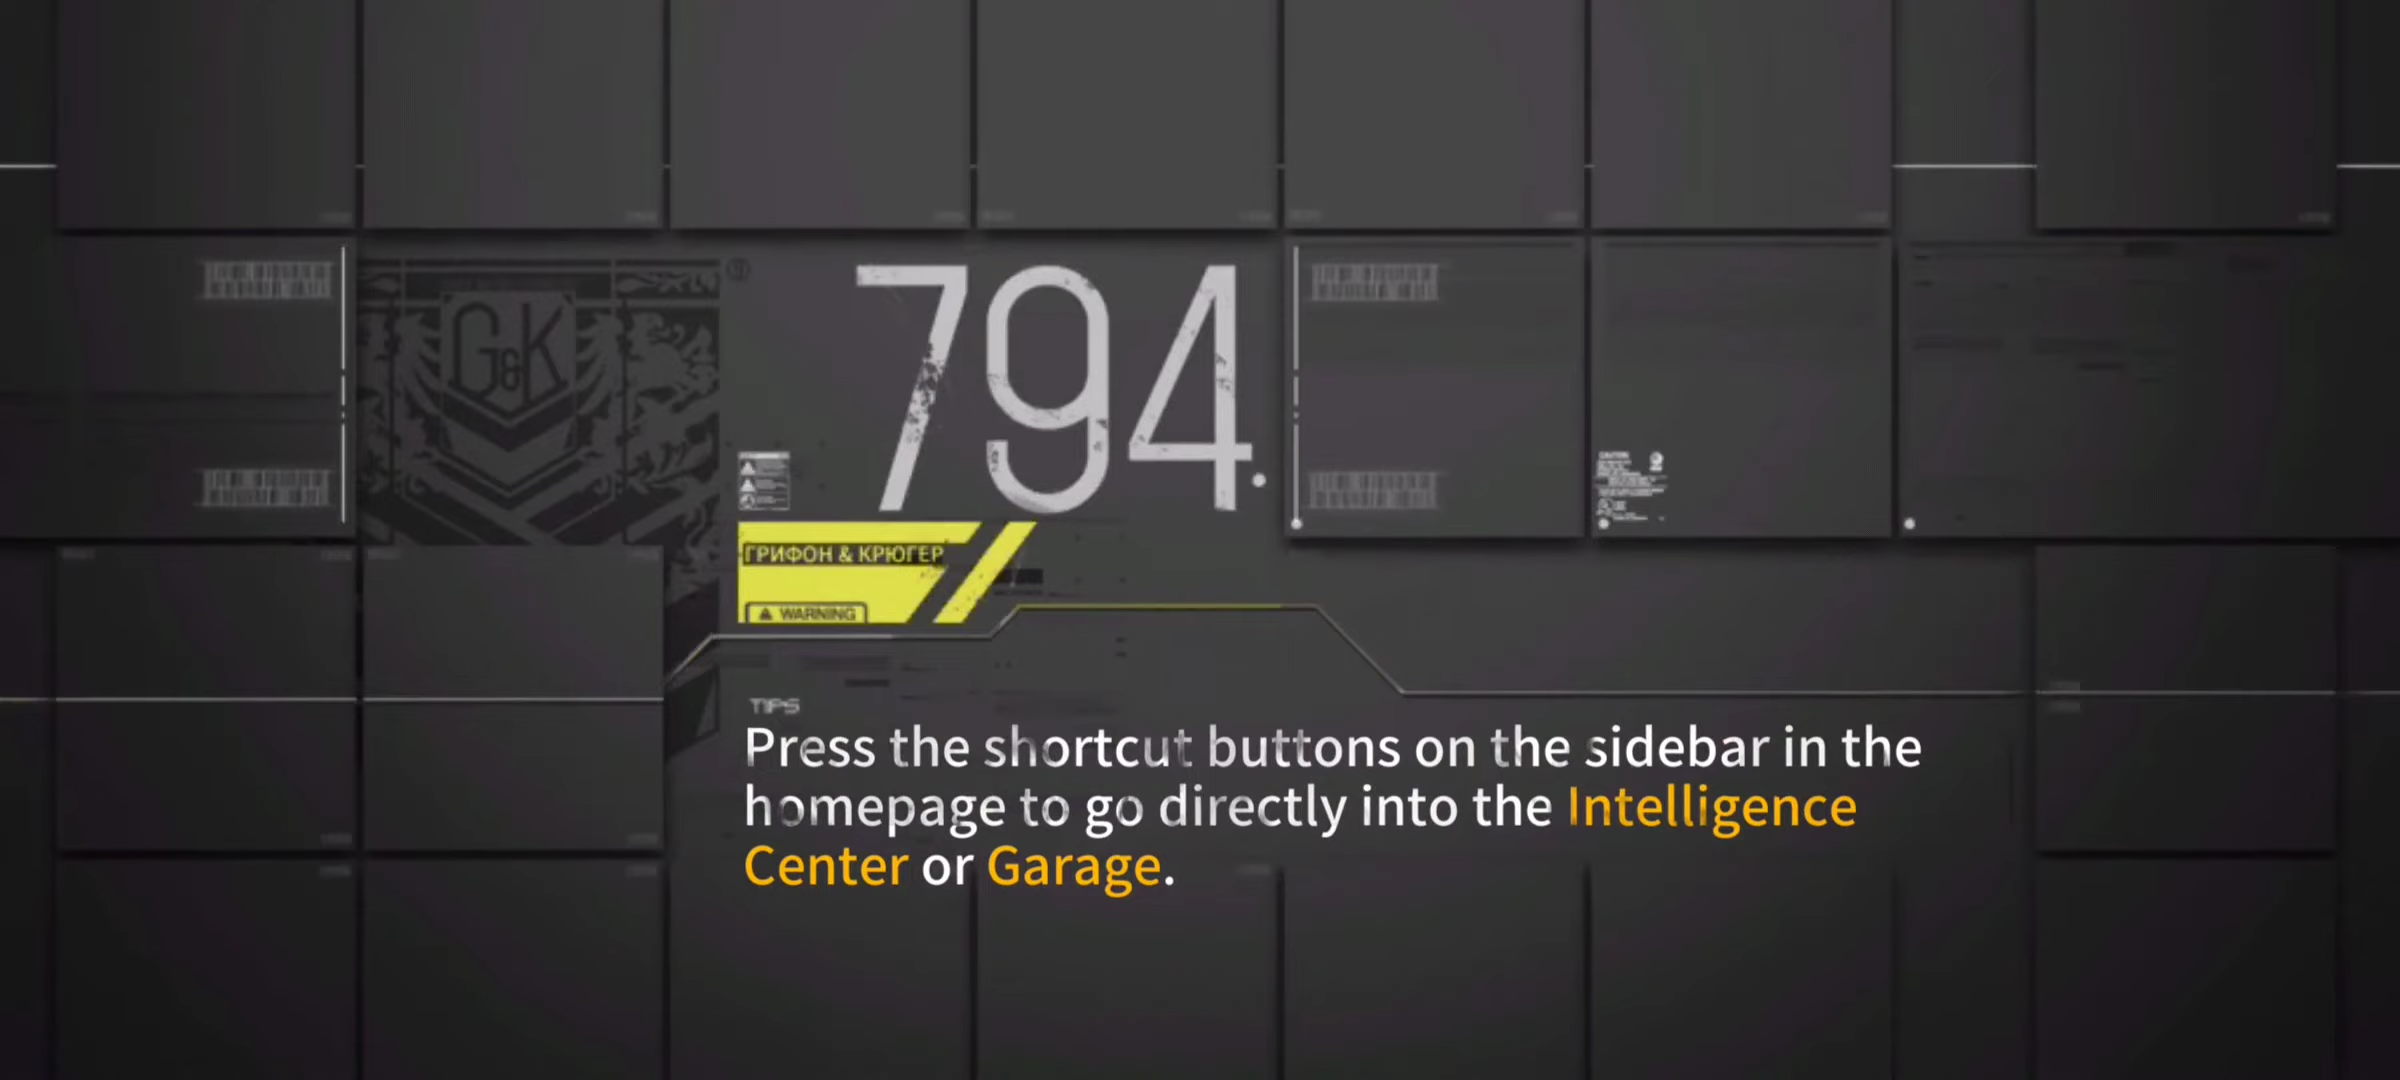 G&K
794.
ГРИФОН & КРЮГЕР
WARNING
TIPS
Press the shortcut buttons on the sidebar in the
homepage to go directly into the Intelligence
Center or Garage.
CAUTION